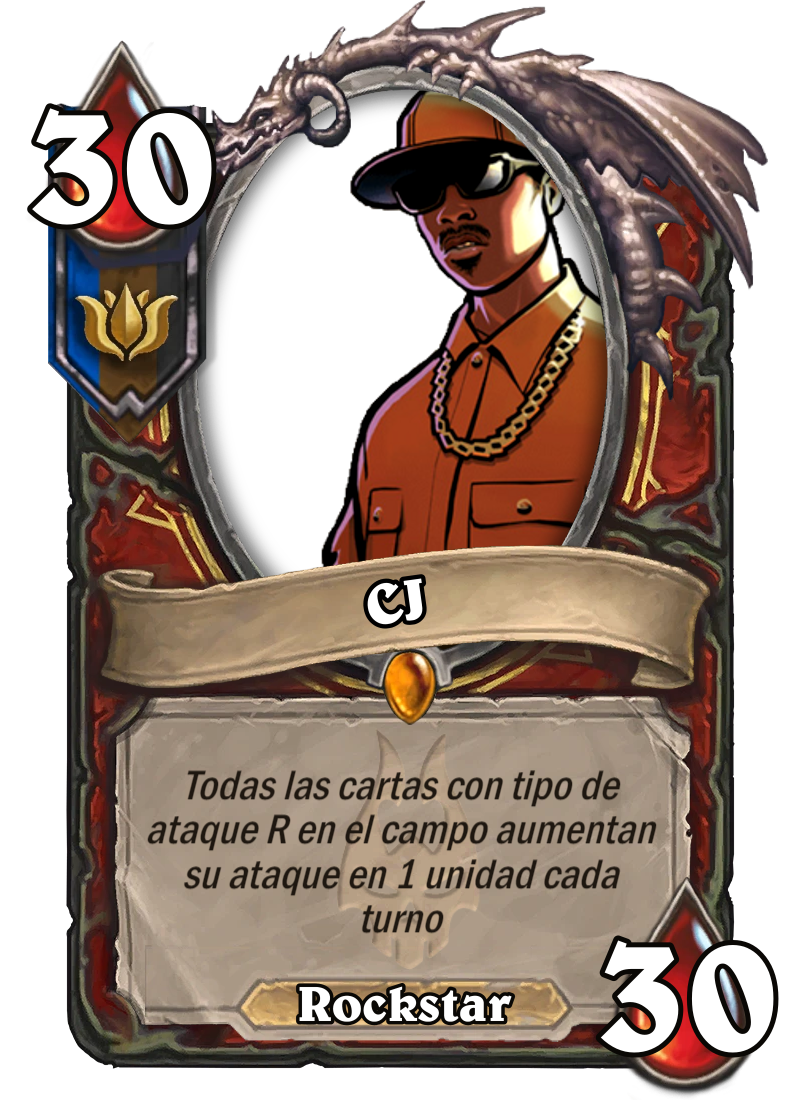 30
CJ
Todas las cartas con tipo de
ataque R en el campo aumentan
su ataque en 1 unidad cada
turno
Rockstar
30